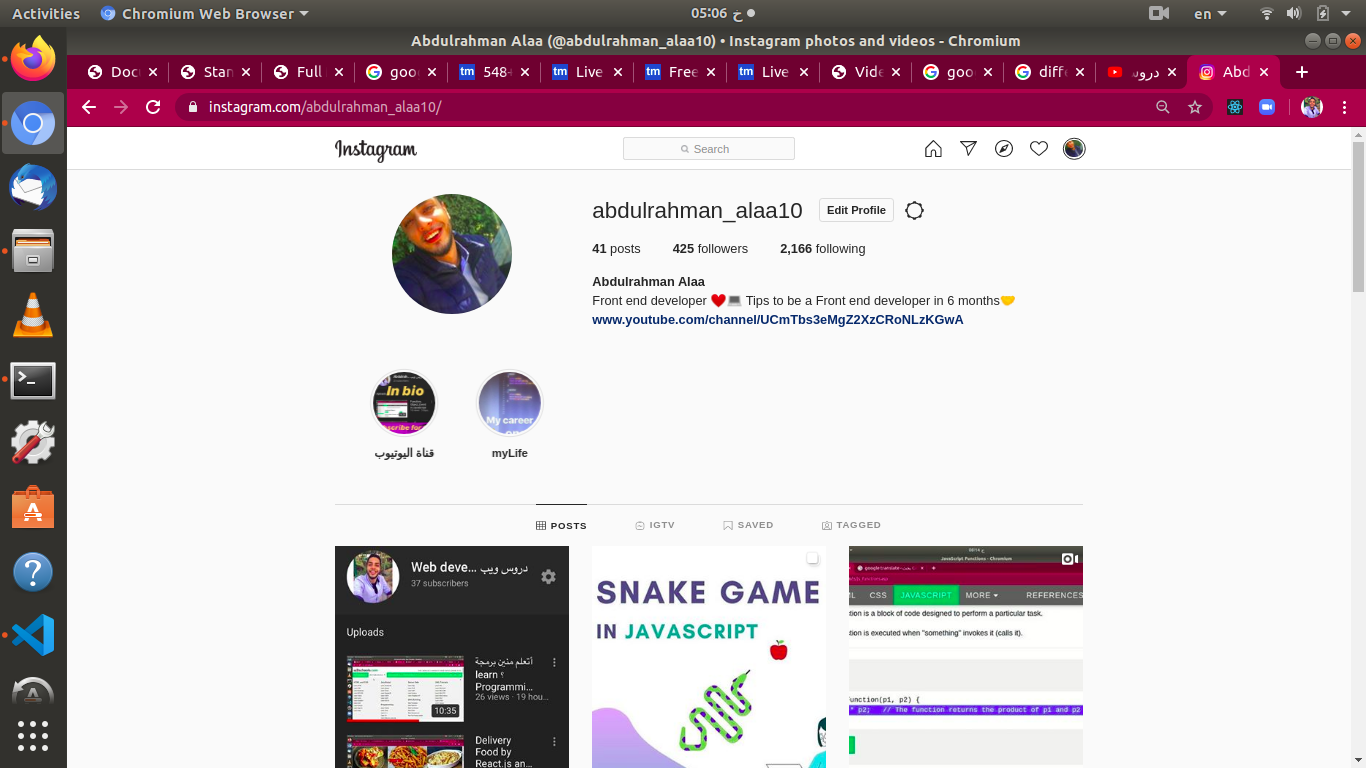 Activities
Chromium Web Browser
05:06 خ
en
Abdulrahman Alaa (@abdulrahman_alaa10) • Instagram photos and videos - Chromium
Docu
Stan
Full
goog
548+
Live
Free
Live
Vide
goog
diffe
دروس
Abd
instagram.com/abdulrahman_alaa10/
Instagram
Search
abdulrahman_alaa10
Edit Profile
41 posts
425 followers
2,166 following
Abdulrahman Alaa
Front end developer ❤️💻 Tips to be a Front end developer in 6 months🤝
www.youtube.com/channel/UCmTbs3eMgZ2XzCRoNLzKGwA
In bio
My career
قناة اليوتيوب
myLife
POSTS
IGTV
SAVED
TAGGED
Web deve... دروس ويب
37 subscribers
Uploads
أتعلم منين برمجة
learn ؟
Programmi...
26 views · 19 hou...
10:35
Delivery
Food by
React.js an...
SNAKE GAME
IN JAVASCRIPT
JavaScript Functions - Chromium
CSS
JAVASCRIPT
MORE
REFERENCES
tion is a block of code designed to perform a particular task.
tion is executed when "something" invokes it (calls it).
function(p1, p2) {
p2; // The function returns the product of p1 and p2